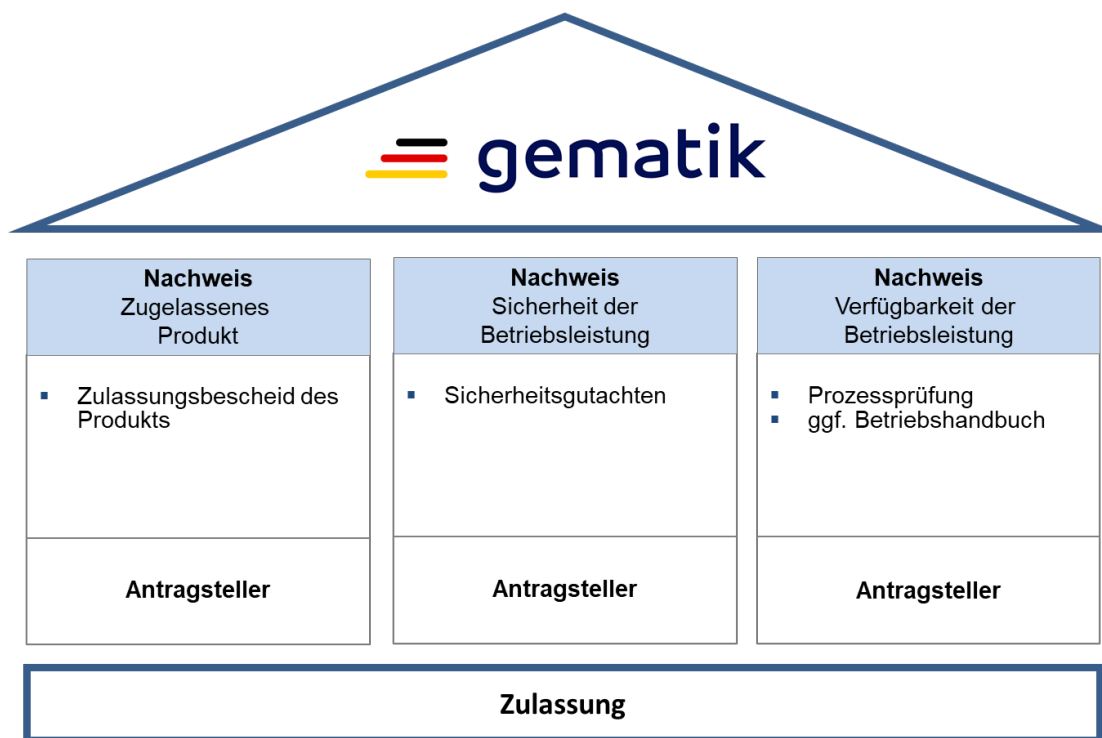 gematik
Nachweis
Zugelassenes
Produkt
Zulassungsbescheid des
Produkts
Antragsteller
Nachweis
Sicherheit der
Betriebsleistung
Sicherheitsgutachten
Antragsteller
Nachweis
Verfügbarkeit der
Betriebsleistung
Prozessprüfung
ggf. Betriebshandbuch
Antragsteller
Zulassung